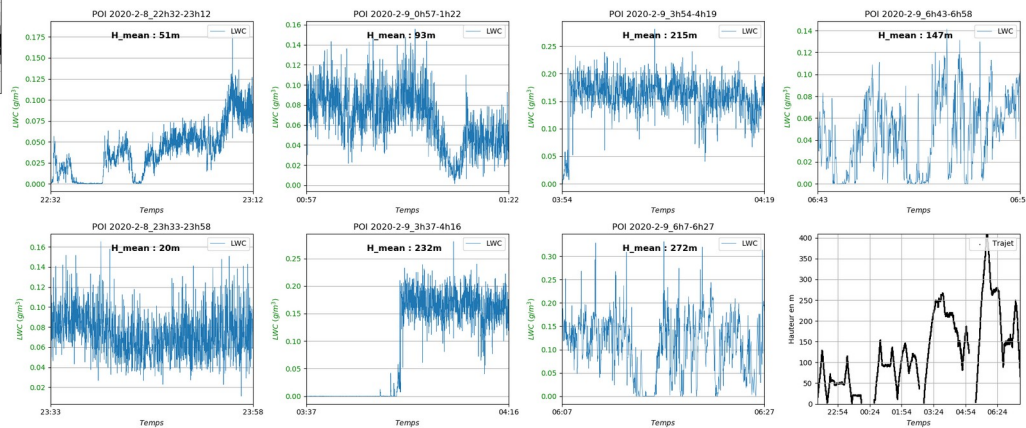 POI 2020-2-8_22h32-23h12
H_mean : 51m
LWC
LWC (g/m³)
0.175
0.150
0.125
0.100
0.075
0.050
0.025
0.000
22:32
23:12
Temps
POI 2020-2-9_0h57-1h22
H_mean : 93m
LWC
LWC (g/m³)
0.16
0.14
0.12
0.10
0.08
0.06
0.04
0.02
0.00
00:57
01:22
Temps
POI 2020-2-9_3h54-4h19
H_mean : 215m
LWC
LWC (g/m³)
0.25
0.20
0.15
0.10
0.05
0.00
03:54
04:19
Temps
POI 2020-2-9_6h43-6h58
H_mean : 147m
LWC
LWC (g/m³)
0.14
0.12
0.10
0.08
0.06
0.04
0.02
0.00
06:43
06:5
Temps
POI 2020-2-8_23h33-23h58
H_mean : 20m
LWC
LWC (g/m³)
0.16
0.14
0.12
0.10
0.08
0.06
0.04
0.02
23:33
23:58
Temps
POI 2020-2-9_3h37-4h16
H_mean : 232m
LWC
LWC (g/m³)
0.25
0.20
0.15
0.10
0.05
0.00
03:37
04:16
Temps
POI 2020-2-9_6h7-6h27
H_mean : 272m
LWC
LWC (g/m³)
0.30
0.25
0.20
0.15
0.10
0.05
0.00
06:07
06:27
Temps
Trajet
Hauteur en m
400
350
300
250
200
150
100
50
0
22:54
00:24
01:54
03:24
04:54
06:24
Temps